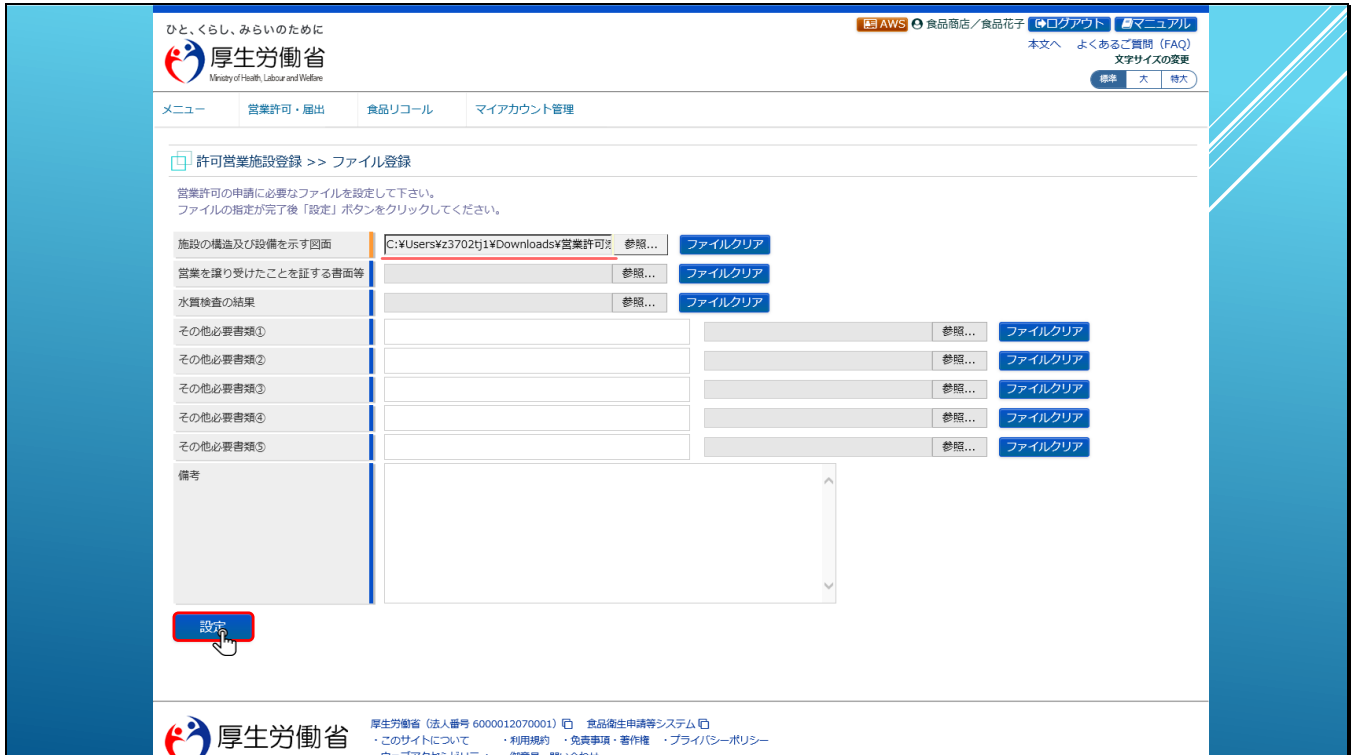 ひと、くらし、みらいのために
厚生労働省
Ministry of Health, Labour and Welfare
AWS 食品商店／食品花子 ログアウト マニュアル
本文へ よくあるご質問（FAQ）
文字サイズの変更
標準 大 特大
メニュー 営業許可・届出 食品リコール マイアカウント管理
許可営業施設登録 >> ファイル登録
営業許可の申請に必要なファイルを設定して下さい。
ファイルの指定が完了後「設定」ボタンをクリックしてください。
施設の構造及び設備を示す図面 C:¥Users¥z3702tj1¥Downloads¥営業許可 参照... ファイルクリア
営業を譲り受けたことを証する書面等 参照... ファイルクリア
水質検査の結果 参照... ファイルクリア
その他必要書類① 参照... ファイルクリア
その他必要書類② 参照... ファイルクリア
その他必要書類③ 参照... ファイルクリア
その他必要書類④ 参照... ファイルクリア
その他必要書類⑤ 参照... ファイルクリア
備考
設定
厚生労働省
厚生労働省（法人番号 6000012070001） 食品衛生申請等システム
・このサイトについて ・利用規約 ・免責事項・著作権 ・プライバシーポリシー